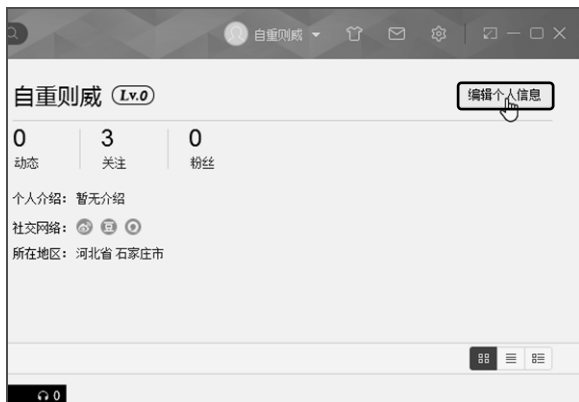 自重则威
自重则威 Lv.0 编辑个人信息
0 3 0
动态 关注 粉丝
个人介绍： 暂无介绍
社交网络： 豆
所在地区： 河北省 石家庄市
0